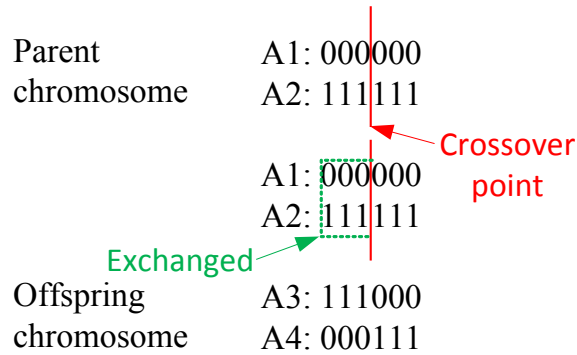 Parent
chromosome
A1: 000000
A2: 111111
Crossover
point
A1: 000000
A2: 111111
Exchanged
Offspring
chromosome
A3: 111000
A4: 000111